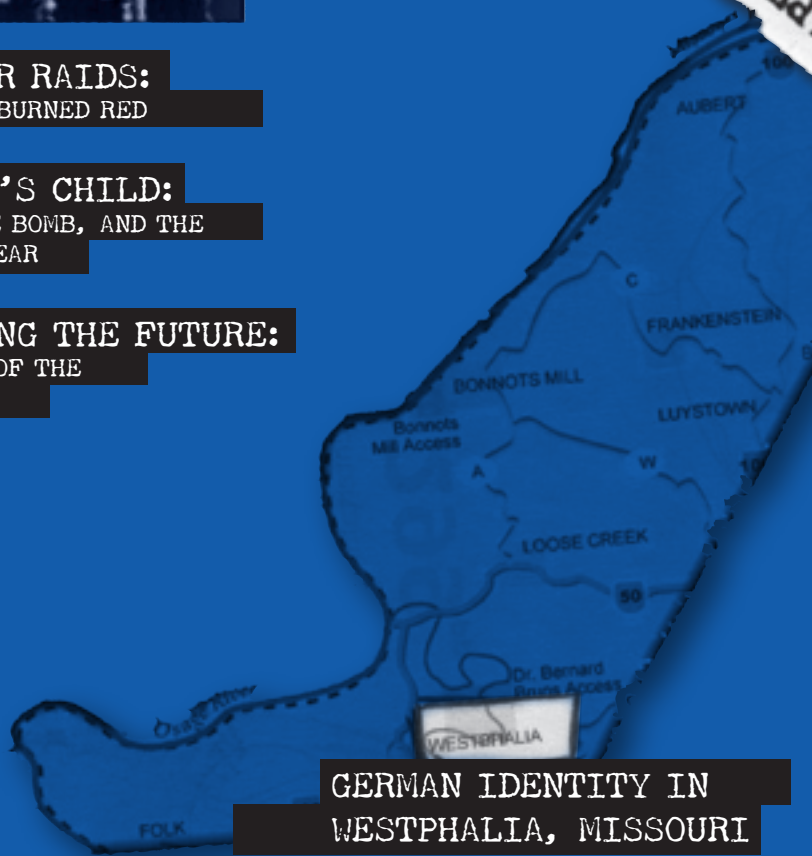 R RAIDS:
BURNED RED
'S CHILD:
BOMB, AND THE
EAR
NG THE FUTURE:
OF THE
100
AUBERT
C
FRANKENSTEIN
BONNOTS MILL
LUYSTOWN
Bonnots
Mill Access
A
W
LOOSE CREEK
50
Dr. Bernard
Bruns Access
Osage River
WESTPHALIA
FOLK
GERMAN IDENTITY IN
WESTPHALIA, MISSOURI